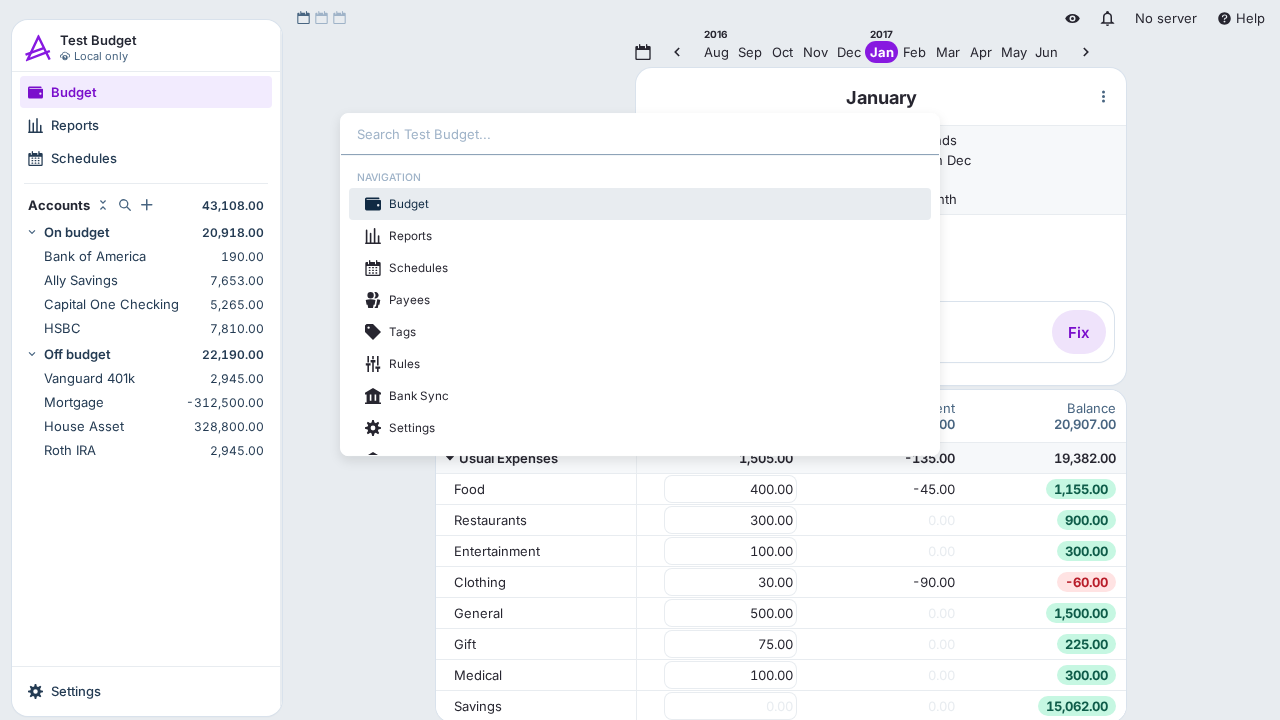 Test Budget
Local only
Budget
Reports
Schedules
Accounts 43,108.00
On budget 20,918.00
Bank of America 190.00
Ally Savings 7,653.00
Capital One Checking 5,265.00
HSBC 7,810.00
Off budget 22,190.00
Vanguard 401k 2,945.00
Mortgage -312,500.00
House Asset 328,800.00
Roth IRA 2,945.00
Settings
No server
Help
2016 2017
Aug Sep Oct Nov Dec Jan Feb Mar Apr May Jun
January
Dec
Fix
Search Test Budget...
NAVIGATION
Budget
Reports
Schedules
Payees
Tags
Rules
Bank Sync
Settings
Balance
20,907.00
Usual Expenses 1,505.00 -135.00 19,382.00
Food 400.00 -45.00 1,155.00
Restaurants 300.00 0.00 900.00
Entertainment 100.00 0.00 300.00
Clothing 30.00 -90.00 -60.00
General 500.00 0.00 1,500.00
Gift 75.00 0.00 225.00
Medical 100.00 0.00 300.00
Savings 0.00 0.00 15,062.00